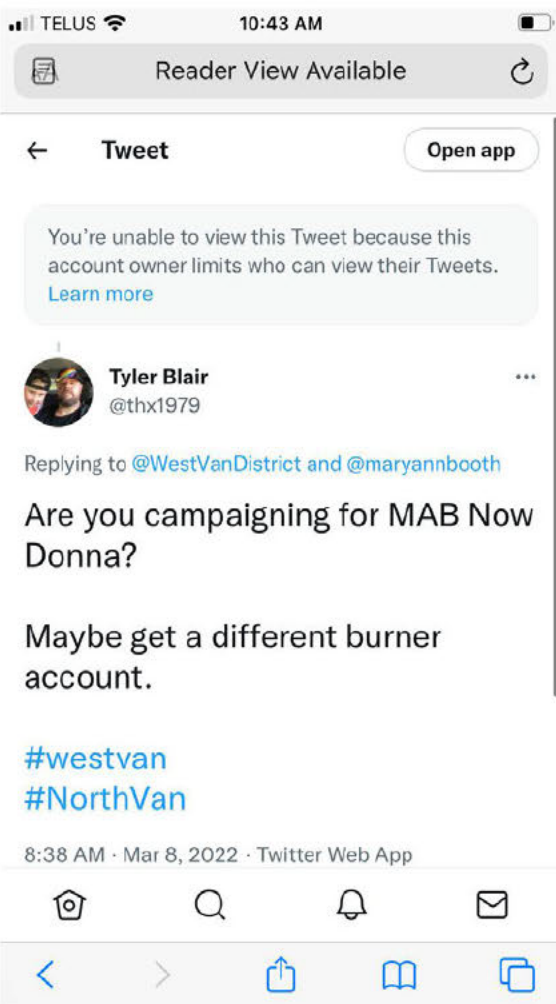 TELUS 10:43 AM
Reader View Available
Tweet Open app
You're unable to view this Tweet because this
account owner limits who can view their Tweets.
Learn more
Tyler Blair
@thx1979
Replying to @WestVanDistrict and @maryannbooth
Are you campaigning for MAB Now
Donna?
Maybe get a different burner
account.
#westvan
#NorthVan
8:38 AM · Mar 8, 2022 · Twitter Web App